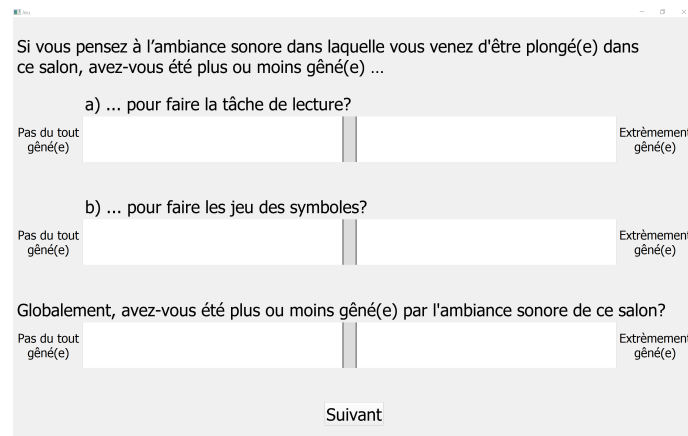 Si vous pensez à l’ambiance sonore dans laquelle vous venez d'être plongé(e) dans
ce salon, avez-vous été plus ou moins gêné(e) ...
a) ... pour faire la tâche de lecture?
Pas du tout
gêné(e)
Extrèmement
gêné(e)
b) ... pour faire les jeu des symboles?
Pas du tout
gêné(e)
Extrèmement
gêné(e)
Globalement, avez-vous été plus ou moins gêné(e) par l'ambiance sonore de ce salon?
Pas du tout
gêné(e)
Extrèmement
gêné(e)
Suivant